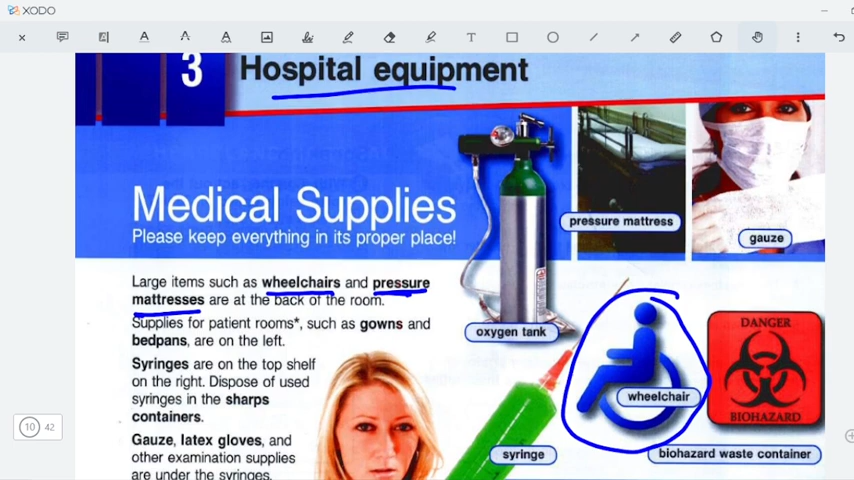 XODO
3
Hospital equipment
Medical Supplies
Please keep everything in its proper place!
pressure mattress
gauze
oxygen tank
Large items such as wheelchairs and pressure
mattresses are at the back of the room.
Supplies for patient rooms*, such as gowns and
bedpans, are on the left.
Syringes are on the top shelf
on the right. Dispose of used
syringes in the sharps
containers.
Gauze, latex gloves, and
other examination supplies
are under the syringes.
wheelchair
DANGER
BIOHAZARD
syringe
biohazard waste container
10 42